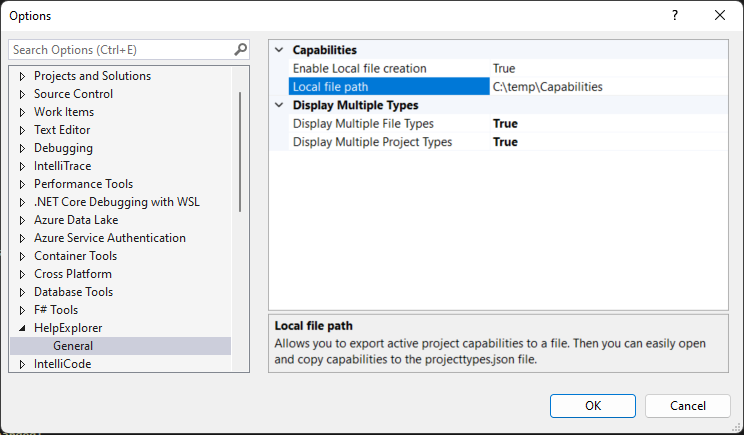 Options
?
Search Options (Ctrl+E)
Projects and Solutions
Source Control
Work Items
Text Editor
Debugging
IntelliTrace
Performance Tools
.NET Core Debugging with WSL
Azure Data Lake
Azure Service Authentication
Container Tools
Cross Platform
Database Tools
F# Tools
HelpExplorer
General
IntelliCode
Capabilities
Enable Local file creation True
Local file path C:\temp\Capabilities
Display Multiple Types
Display Multiple File Types True
Display Multiple Project Types True
Local file path
Allows you to export active project capabilities to a file. Then you can easily open
and copy capabilities to the projecttypes.json file.
OK Cancel